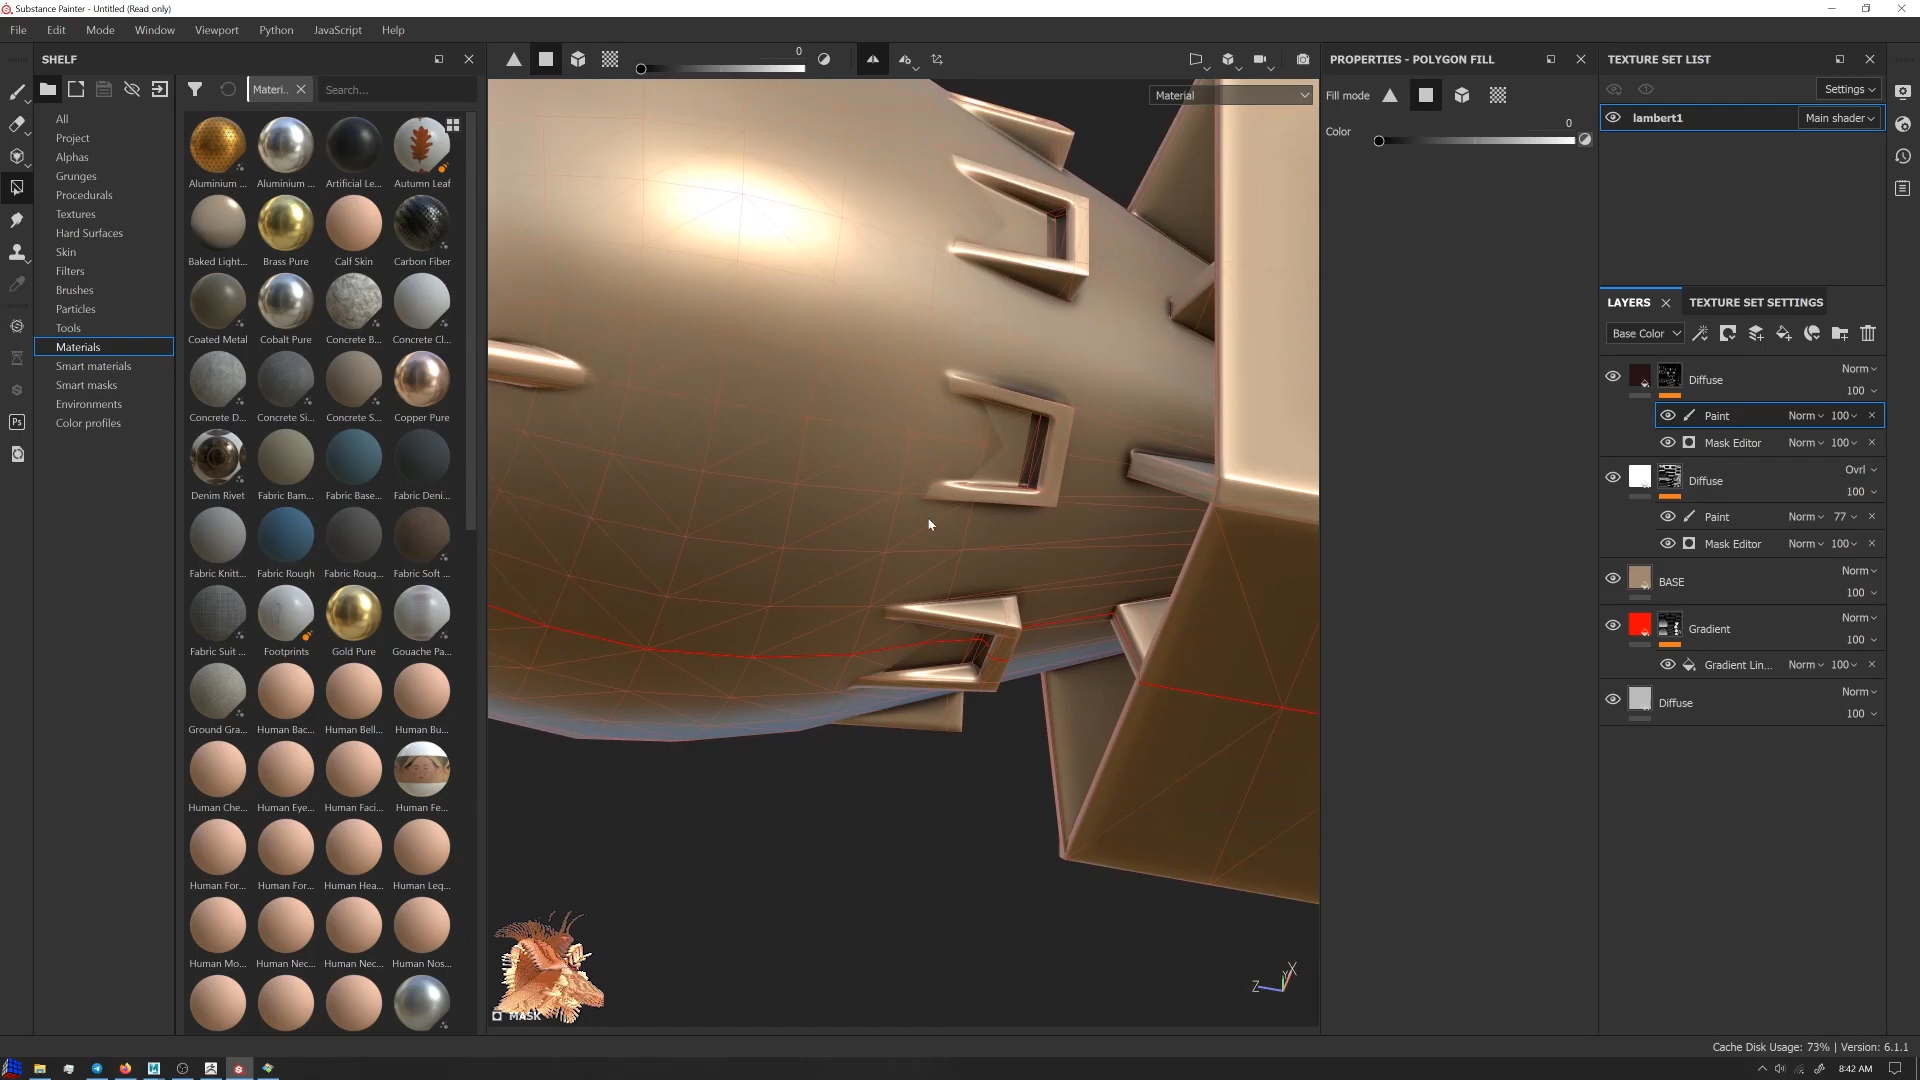 Substance Painter - Untitled (Read only)
File Edit Mode Window Viewport Python JavaScript Help
SHELF
Materi..
Search...
All
Project
Alphas
Grunges
Procedurals
Textures
Hard Surfaces
Skin
Filters
Brushes
Particles
Tools
Materials
Smart materials
Smart masks
Environments
Color profiles
Aluminium ... Aluminium ... Artificial Le... Autumn Leaf
Baked Light... Brass Pure Calf Skin Carbon Fiber
Coated Metal Cobalt Pure Concrete B... Concrete Cl...
Concrete D... Concrete Si... Concrete S... Copper Pure
Denim Rivet Fabric Bam... Fabric Base... Fabric Deni...
Fabric Knitt... Fabric Rough Fabric Roug... Fabric Soft ...
Fabric Suit ... Footprints Gold Pure Gouache Pa...
Ground Gra... Human Bac... Human Bell... Human Bu...
Human Che... Human Eye... Human Faci... Human Fe...
Human For... Human For... Human Hea... Human Leg...
Human Mo... Human Nec... Human Nec... Human Nos...
0
Material
MASK
X
Y
Z
PROPERTIES - POLYGON FILL
Fill mode
Color
0
TEXTURE SET LIST
Settings
lambert1
Main shader
LAYERS
TEXTURE SET SETTINGS
Base Color
Diffuse Norm 100
Paint Norm 100
Mask Editor Norm 100
Diffuse Ovrl 100
Paint Norm 77
Mask Editor Norm 100
BASE Norm 100
Gradient Norm 100
Gradient Lin... Norm 100
Diffuse Norm 100
Ps
Cache Disk Usage: 73% | Version: 6.1.1
8:42 AM